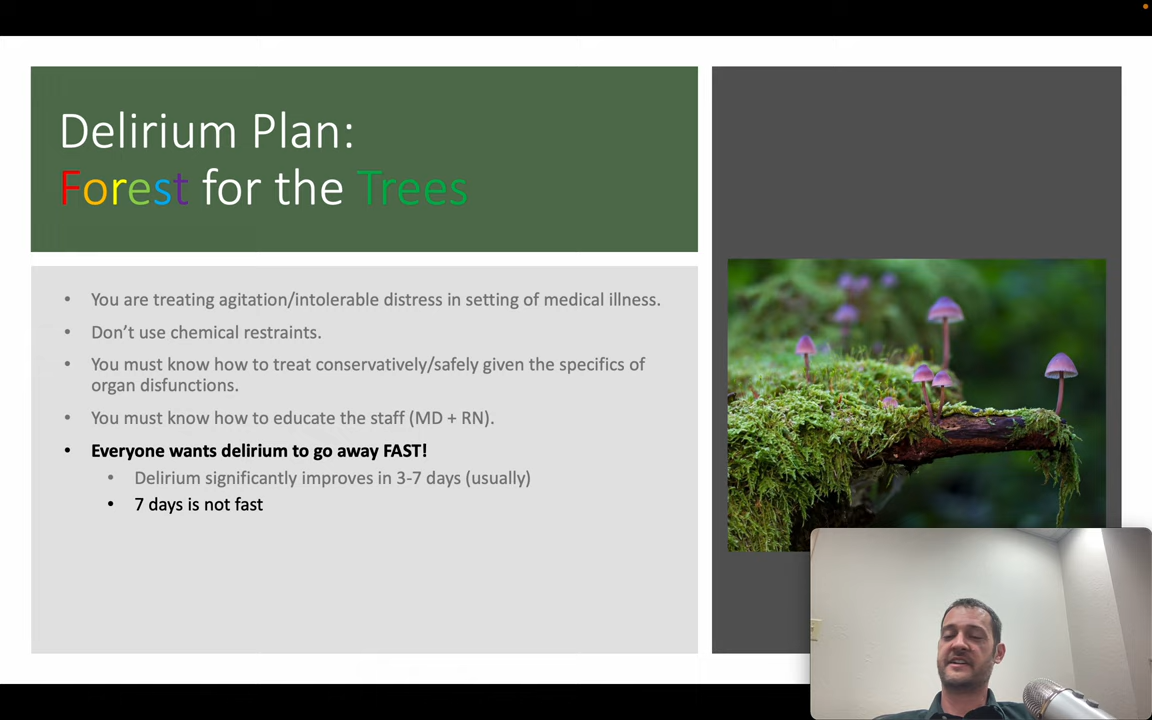 Delirium Plan:
Forest for the Trees
• You are treating agitation/intolerable distress in setting of medical illness.
• Don’t use chemical restraints.
• You must know how to treat conservatively/safely given the specifics of
organ disfunctions.
• You must know how to educate the staff (MD + RN).
• Everyone wants delirium to go away FAST!
• Delirium significantly improves in 3-7 days (usually)
• 7 days is not fast